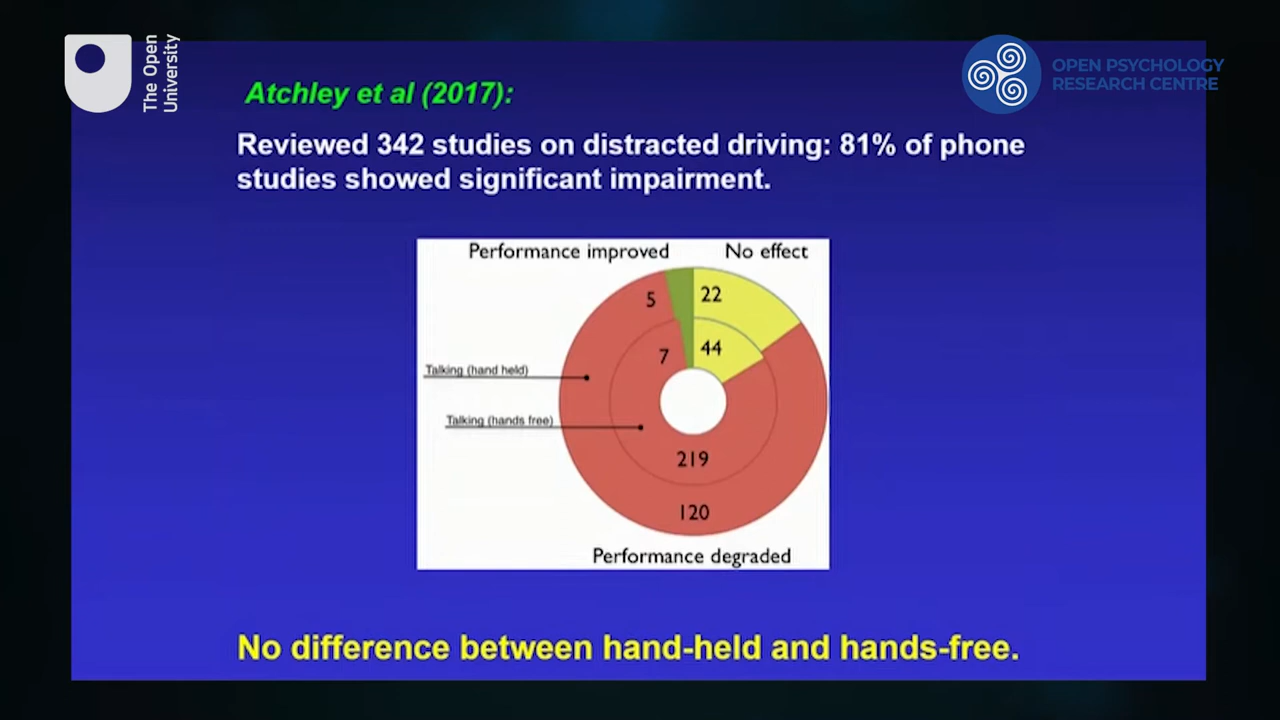 The Open
University
OPEN PSYCHOLOGY
RESEARCH CENTRE
Atchley et al (2017):
Reviewed 342 studies on distracted driving: 81% of phone
studies showed significant impairment.
Performance improved
No effect
5
22
7
44
Talking (hand held)
Talking (hands free)
219
120
Performance degraded
No difference between hand-held and hands-free.